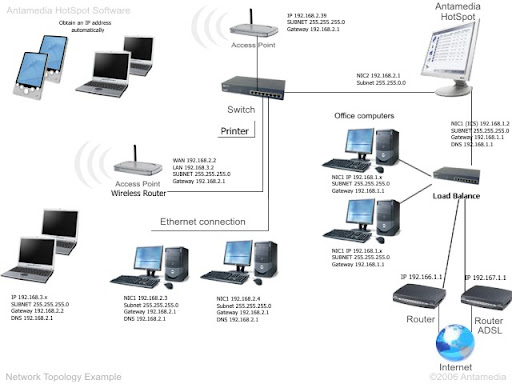 Antamedia HotSpot Software
Obtain an IP address
automatically
IP 192.168.2.39
SUBNET 255.255.255.0
Gateway 192.168.2.1
Access Point
Antamedia
HotSpot
NIC2 192.168.2.1
Subnet 255.255.0.0
Switch
Printer
Office computers
NIC1 (ICS) 192.168.1.2
SUBNET 255.255.255.0
Gateway 192.168.1.1
DNS 192.168.1.1
WAN 192.168.2.2
LAN 192.168.3.2
SUBNET 255.255.255.0
Gateway 192.168.2.1
Access Point
Wireless Router
NIC1 IP 192.168.1.x
SUBNET 255.255.255.0
Gateway 192.168.1.1
Load Balance
Ethernet connection
NIC1 IP 192.168.1.x
SUBNET 255.255.255.0
Gateway 192.168.1.1
IP 192.166.1.1
IP 192.167.1.1
IP 192.168.3.x
SUBNET 255.255.255.0
Gateway 192.168.2.2
DNS 192.168.2.1
NIC1 192.168.2.3
Subnet 255.255.255.0
Gateway 192.168.2.1
DNS 192.168.2.1
NIC1 192.168.2.4
Subnet 255.255.255.0
Gateway 192.168.2.1
DNS 192.168.2.1
Router
Router
ADSL
Internet
Network Topology Example
©2006 Antamedia